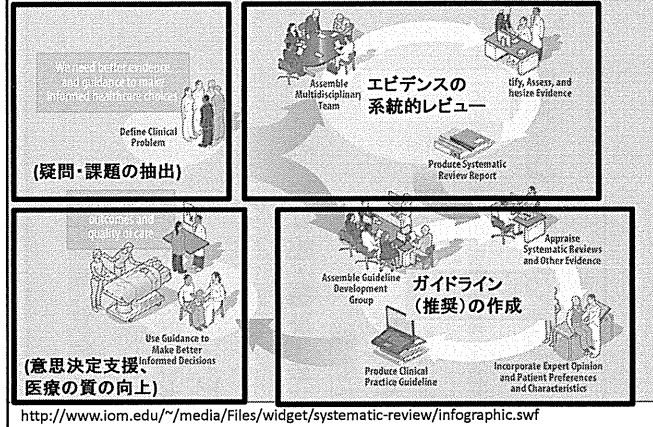 We need better evidence
and guidance to make
informed healthcare choices
Define Clinical
Problem
(疑問・課題の抽出)
Assemble
Multidisciplinary
Team
エビデンスの
系統的レビュー
tify, Assess, and
hesize Evidence
Produce Systematic
Review Report
outcomes and
quality of care
Use Guidance to
Make Better
Informed Decisions
(意思決定支援、
医療の質の向上)
Assemble Guideline
Development
Group
ガイドライン
(推奨)の作成
Appraise
Systematic Reviews
and Other Evidence
Produce Clinical
Practice Guideline
Incorporate Expert Opinion
and Patient Preferences
and Characteristics
http://www.iom.edu/~/media/Files/widget/systematic-review/infographic.swf